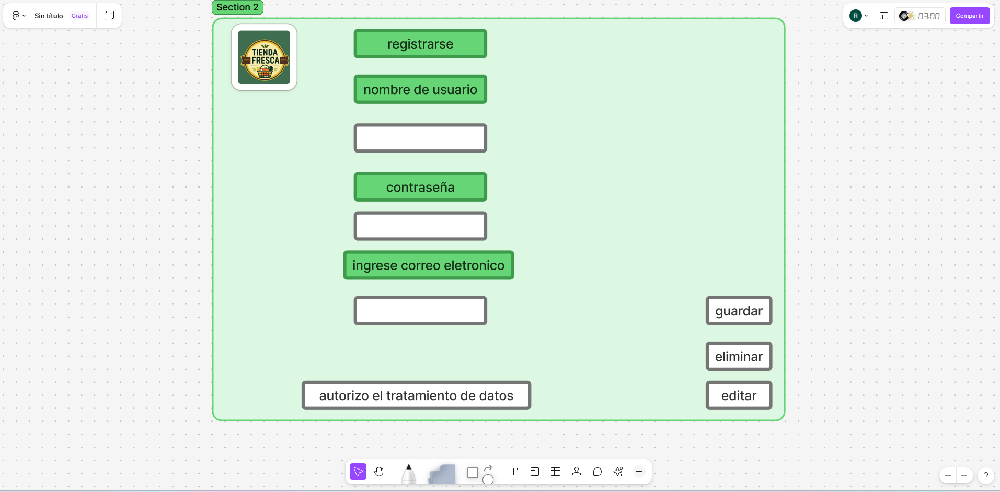 Section 2
Sin título
Gratis
R
03:00
Compartir
TIENDA
FRESCA
registrarse
nombre de usuario
contraseña
ingrese correo eletronico
guardar
eliminar
autorizo el tratamiento de datos
editar
T
?